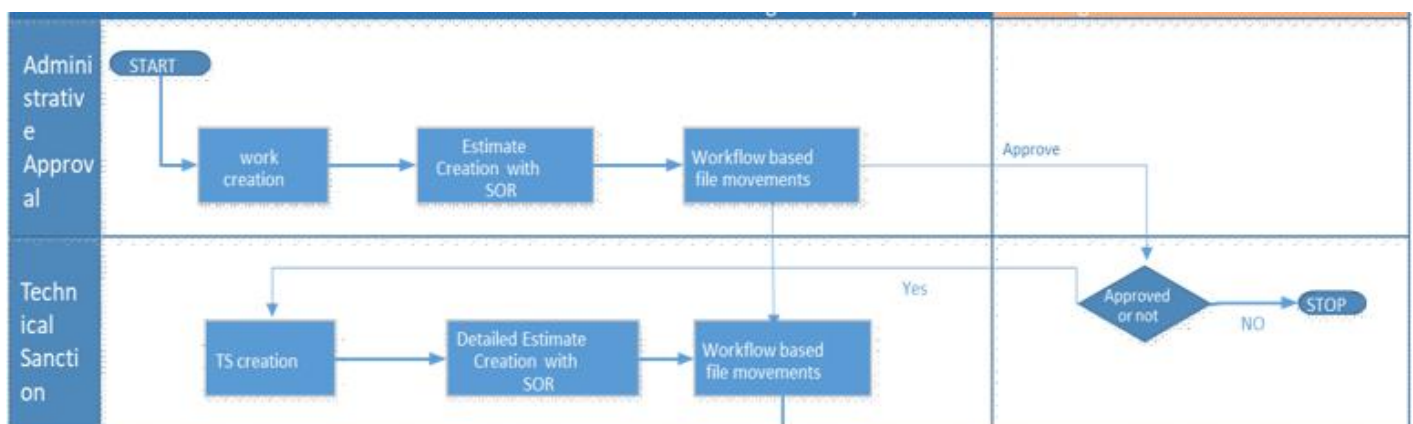 Admini
strativ
e
Approv
al
START
work
creation
Estimate
Creation with
SOR
Workflow based
file movements
Approve
Techn
ical
Sancti
on
Yes
Approved
or not
NO
STOP
TS creation
Detailed Estimate
Creation with
SOR
Workflow based
file movements